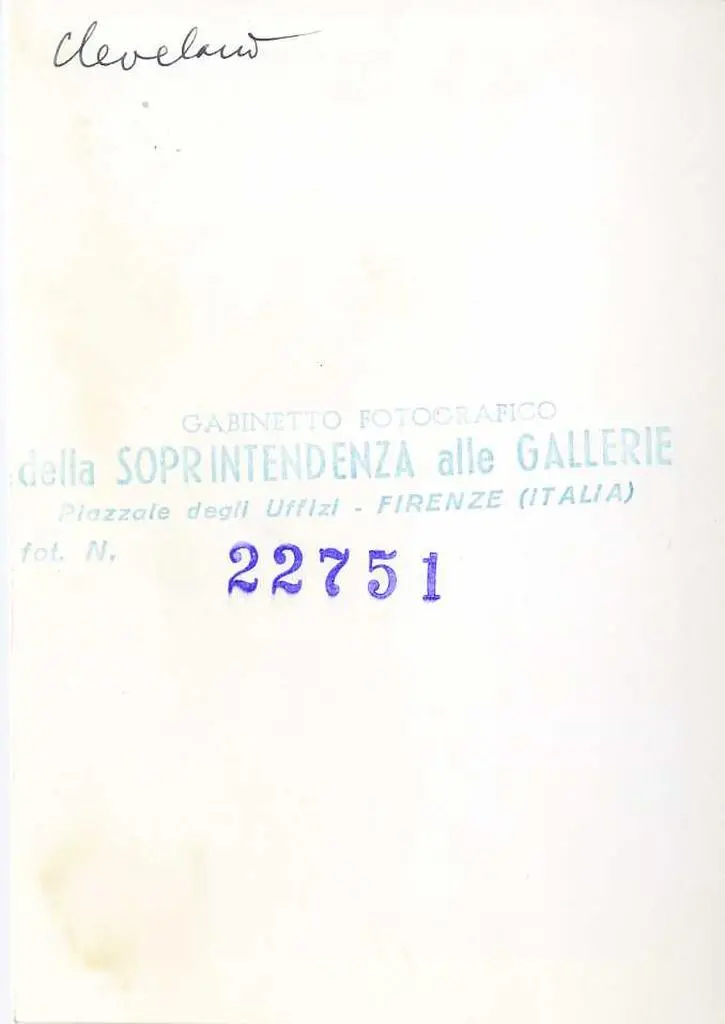 Cleveland
GABINETTO FOTOGRAFICO
della SOPRINTENDENZA alle GALLERIE
Piazzale degli Uffizi - FIRENZE (ITALIA)
fot. N. 22751